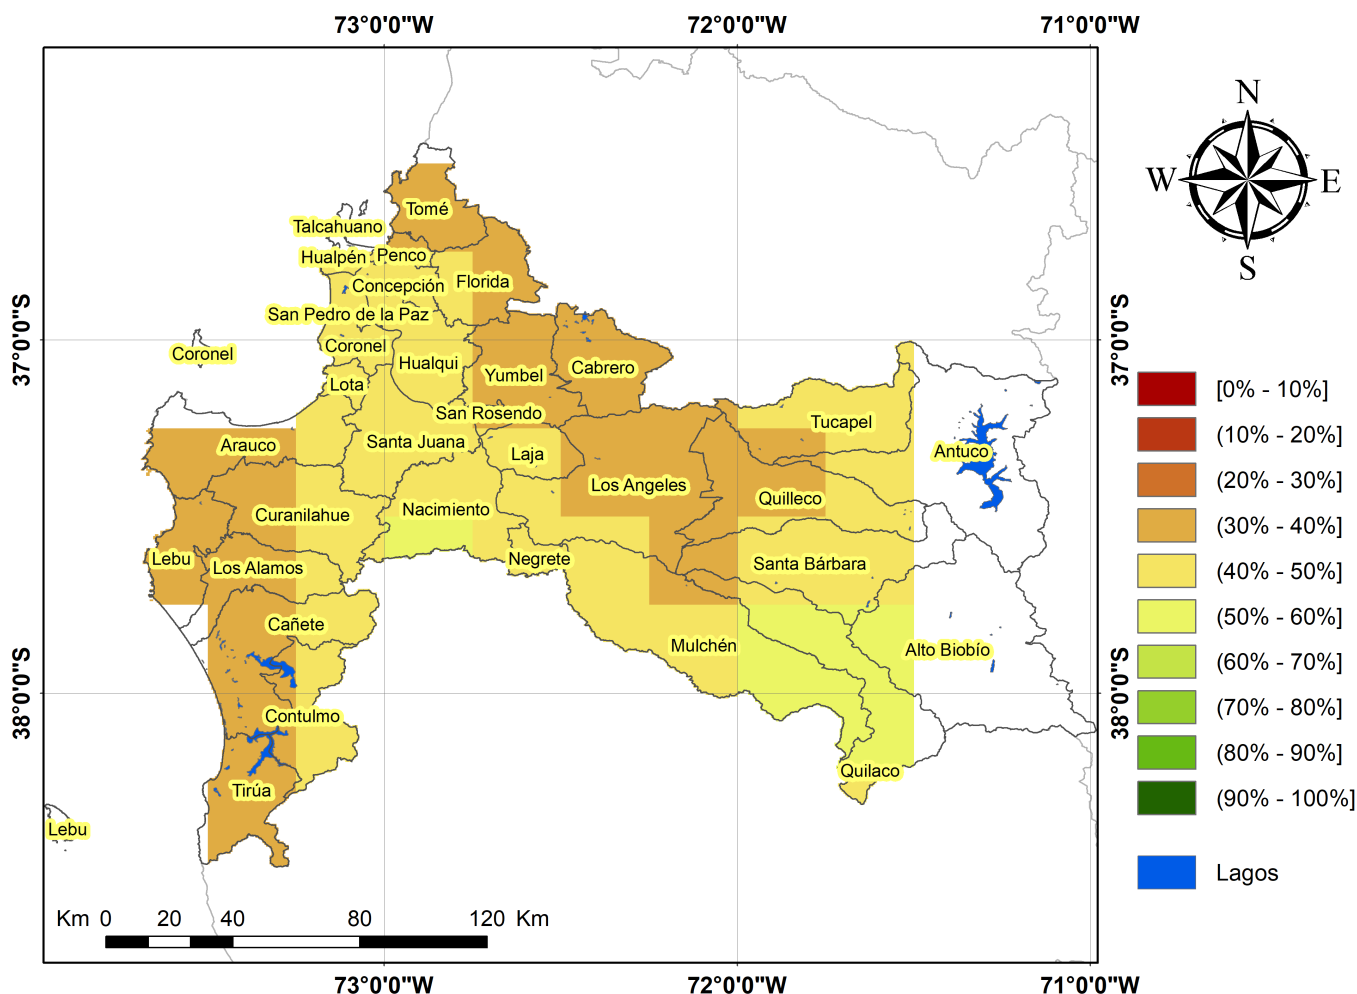 73°0'0"W 72°0'0"W 71°0'0"W
N
W E
S
Tomé
Talcahuano
Hualpén Penco
Concepción Florida
San Pedro de la Paz
37°0'0"S 37°0'0"S
Coronel Coronel
Hualqui
Cabrero
Yumbel
Lota
San Rosendo
Tucapel
Santa Juana
Arauco
Laja
Antuco
Los Angeles
Quilleco
Nacimiento
Curanilahue
Lebu
Negrete
Santa Bárbara
Los Alamos
Cañete
Mulchén
Alto Biobío
38°0'0"S 38°0'0"S
Contulmo
Quilaco
Tirúa
Lebu
[0% - 10%]
(10% - 20%]
(20% - 30%]
(30% - 40%]
(40% - 50%]
(50% - 60%]
(60% - 70%]
(70% - 80%]
(80% - 90%]
(90% - 100%]
Lagos
Km 0 20 40 80 120 Km
73°0'0"W 72°0'0"W 71°0'0"W